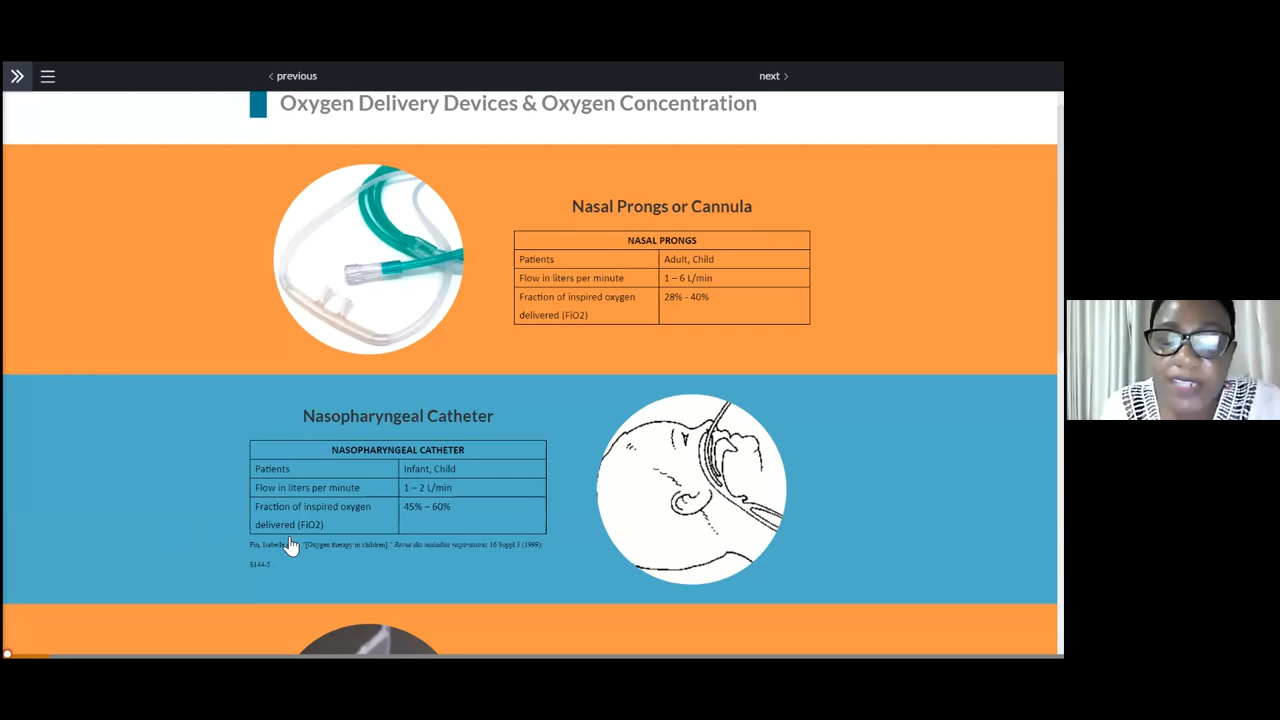 previous
next
Oxygen Delivery Devices & Oxygen Concentration
Nasal Prongs or Cannula
NASAL PRONGS
Patients Adult, Child
Flow in liters per minute 1 – 6 L/min
Fraction of inspired oxygen 28% - 40%
delivered (FiO2)
Nasopharyngeal Catheter
NASOPHARYNGEAL CATHETER
Patients Infant, Child
Flow in liters per minute 1 – 2 L/min
Fraction of inspired oxygen 45% – 60%
delivered (FiO2)
Pin, "[Oxygen therapy in children]." Revue des maladies respiratoires 16 Suppl 3 (1999):
S144-5 .